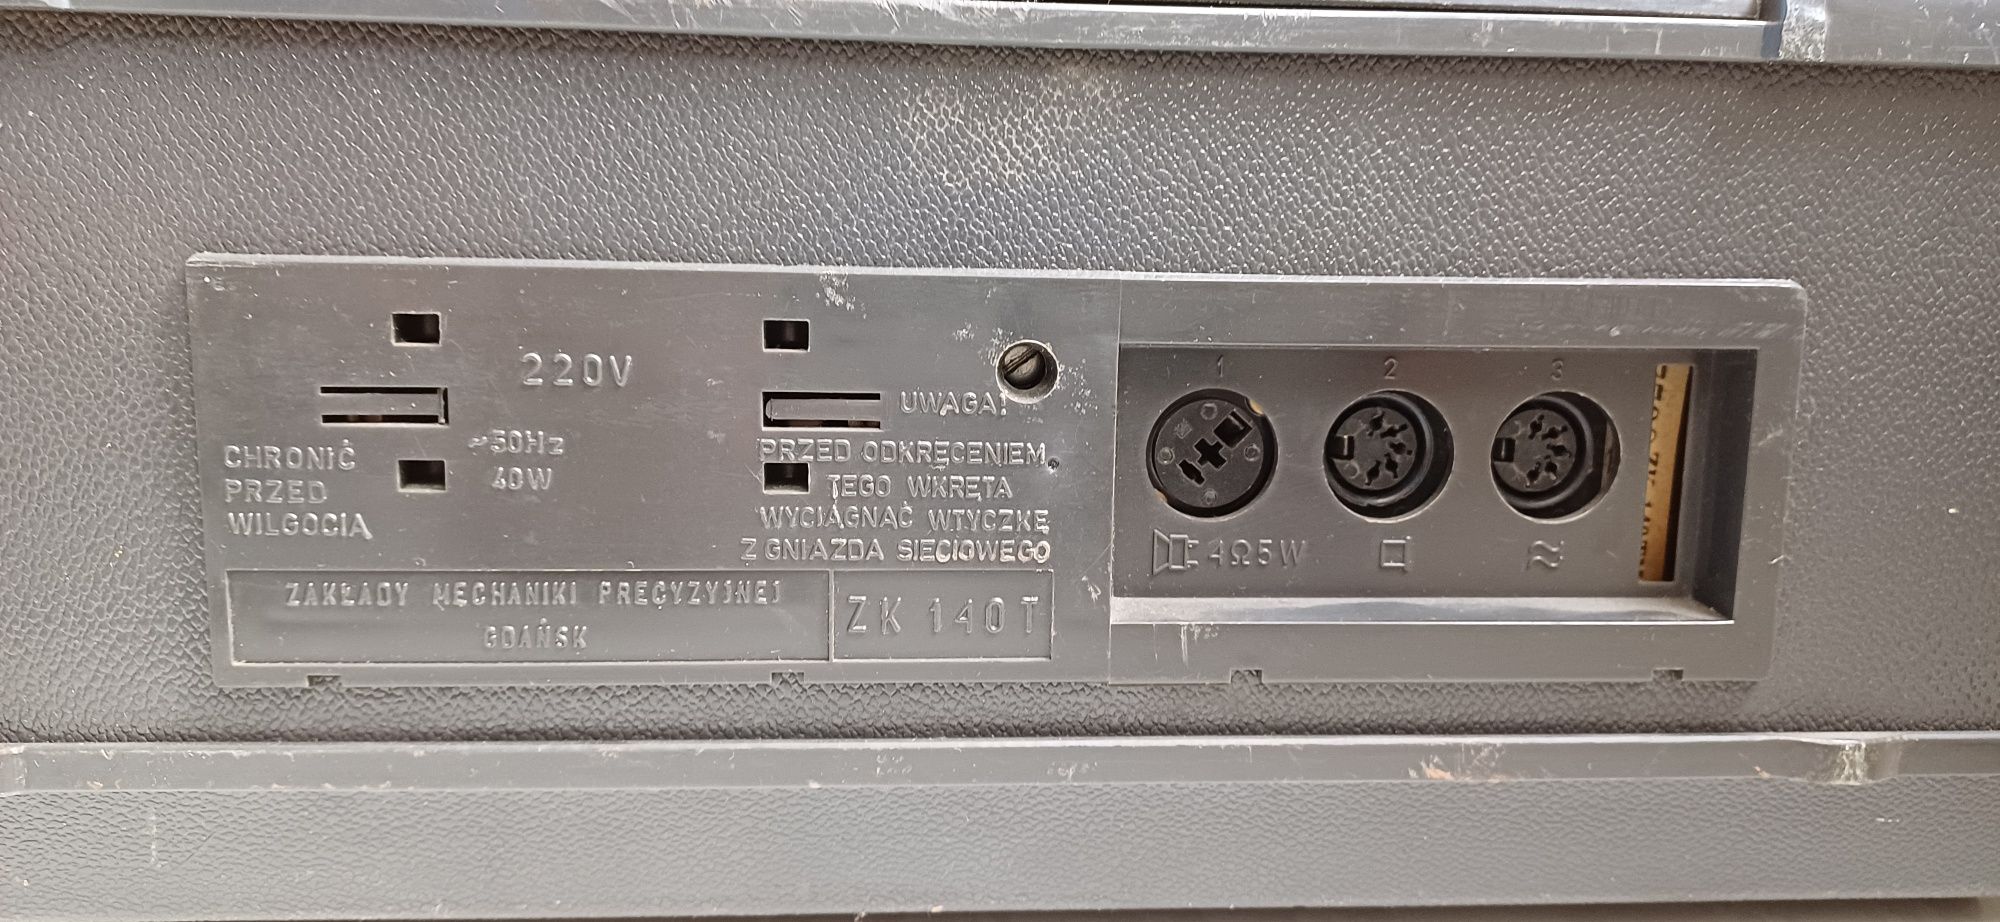 220V
~50Hz
40W
CHRONIĆ
PRZED
WILGOCIĄ
UWAGA!
PRZED ODKRĘCENIEM
TEGO WKRĘTA
WYCIĄGNĄĆ WTYCZKĘ
Z GNIAZDA SIECIOWEGO
ZAKŁADY MECHANIKI PRECYZYJNEJ
GDAŃSK
ZK 140 T
1 2 3
4Ω5W